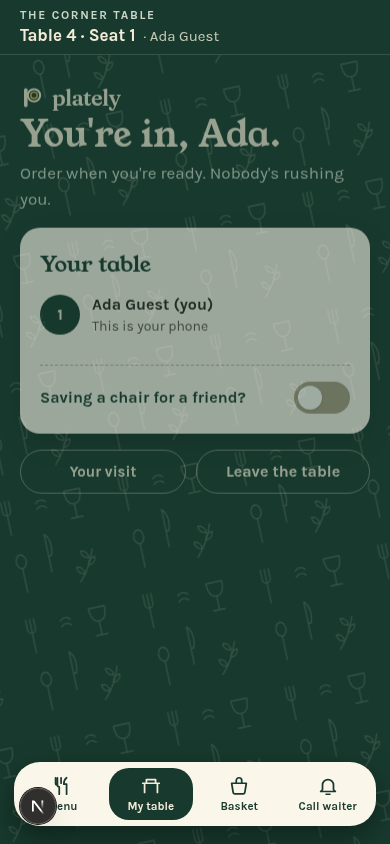 THE CORNER TABLE
Table 4 · Seat 1 · Ada Guest
plately
You're in, Ada.
Order when you're ready. Nobody's rushing
you.
Your table
1
Ada Guest (you)
This is your phone
Saving a chair for a friend?
Your visit
Leave the table
N
enu
My table
Basket
Call waiter